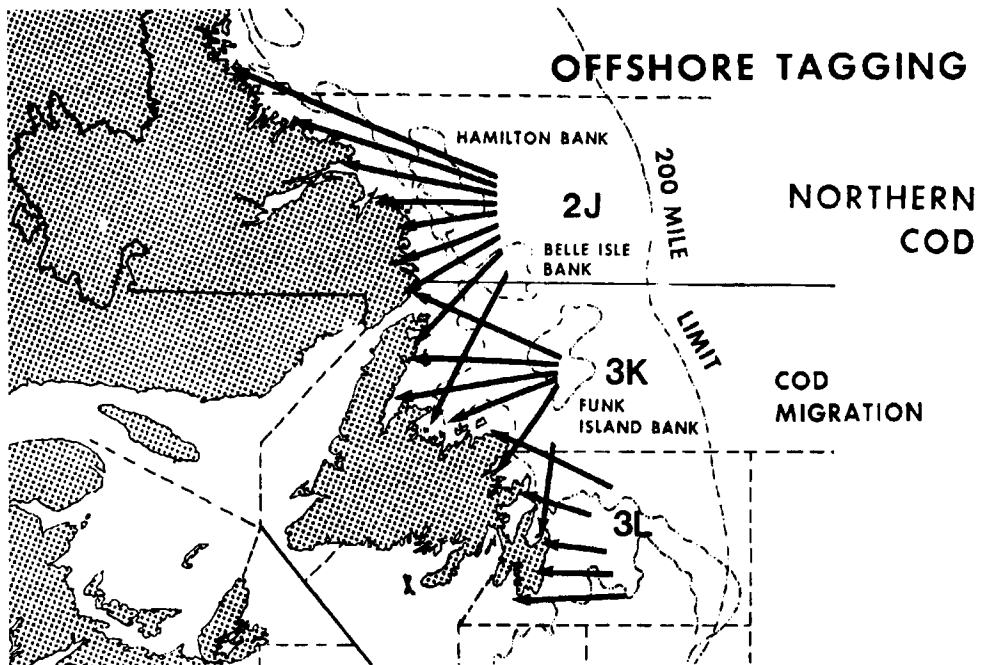 OFFSHORE TAGGING
HAMILTON BANK
200 MILE
LIMIT
2J
NORTHERN
COD
BELLE ISLE
BANK
3K
COD
MIGRATION
FUNK
ISLAND BANK
3L